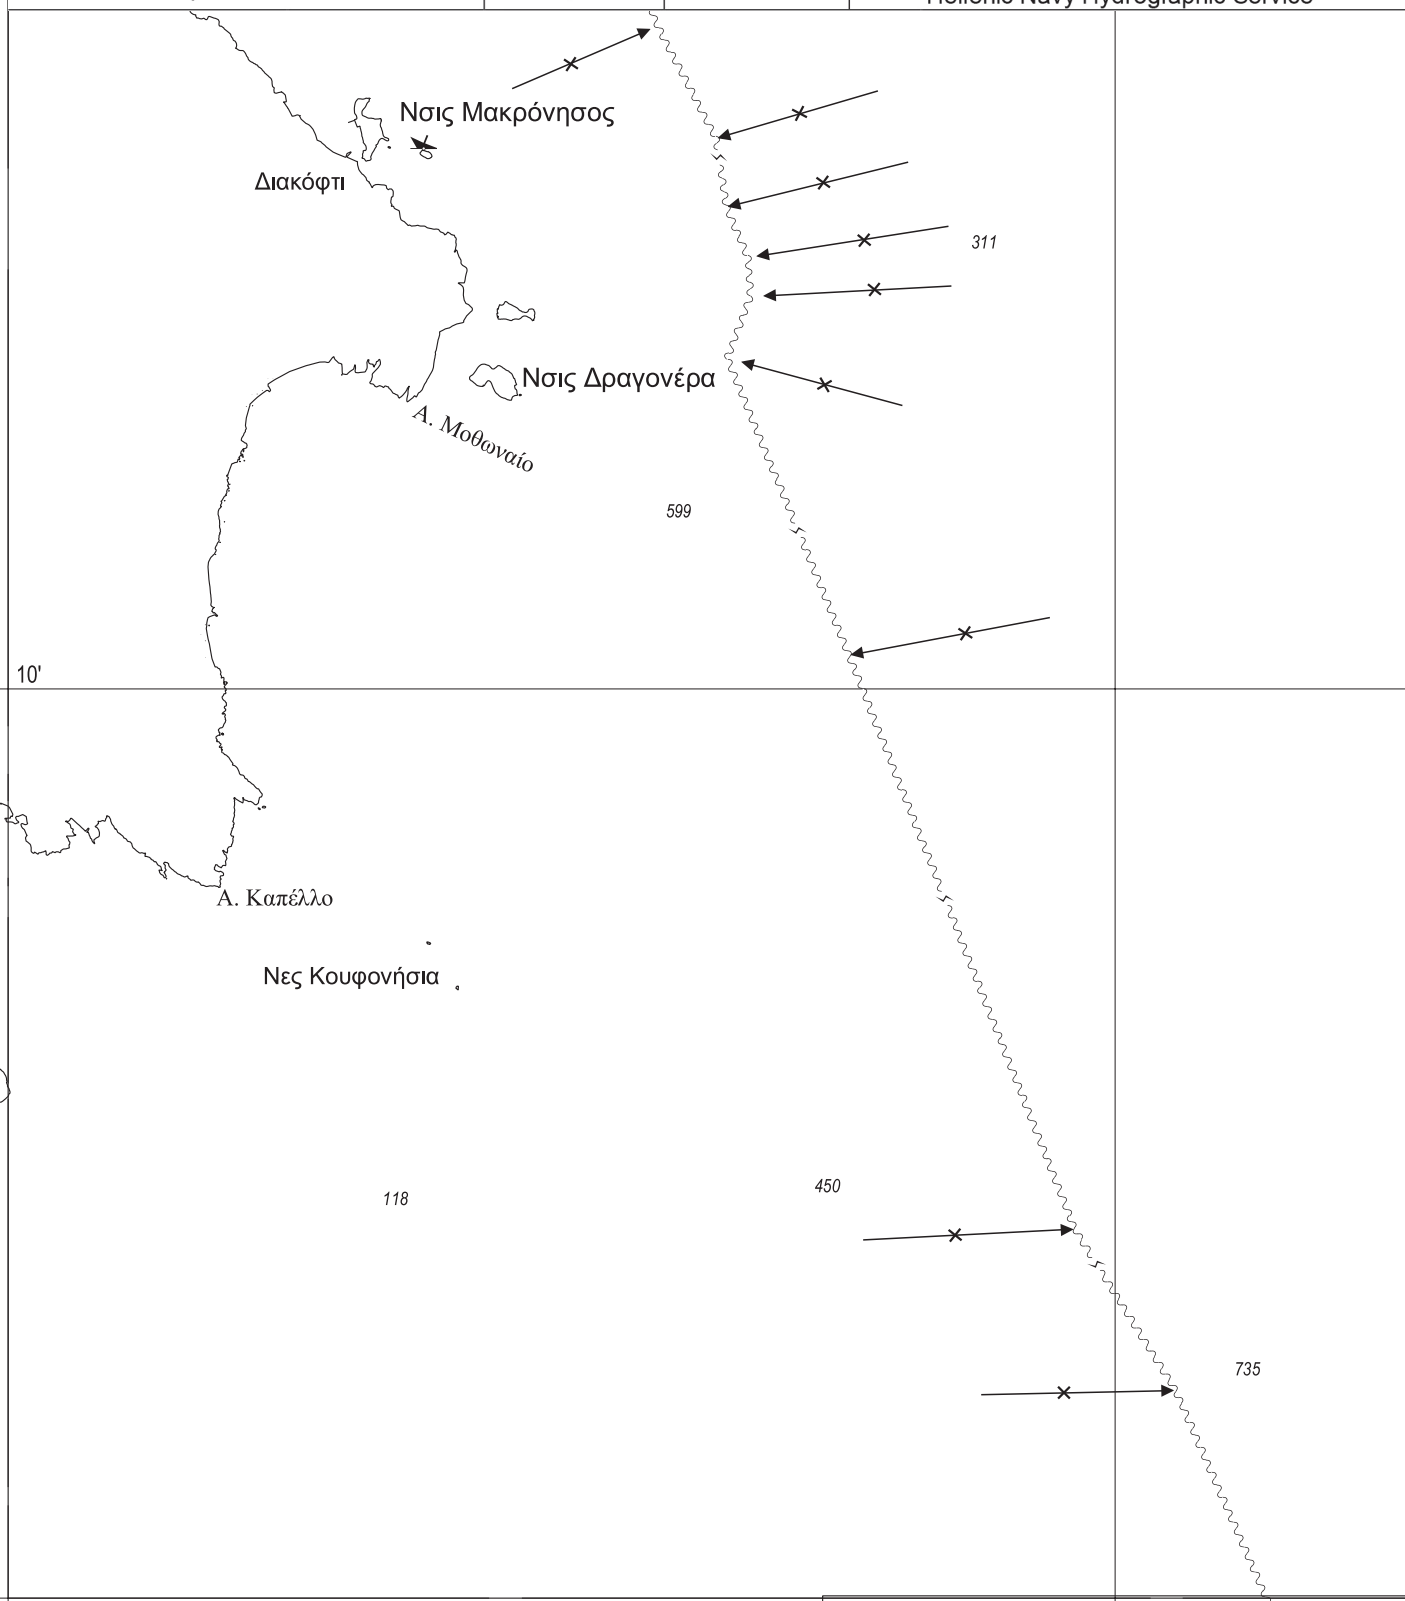 Hellenic Navy Hydrographic Service
Νσις Μακρόνησος
Διακόφτι
311
Νσις Δραγονέρα
Α. Μοθωναίο
599
10'
Α. Καπέλλο
Νες Κουφονήσια
118
450
735